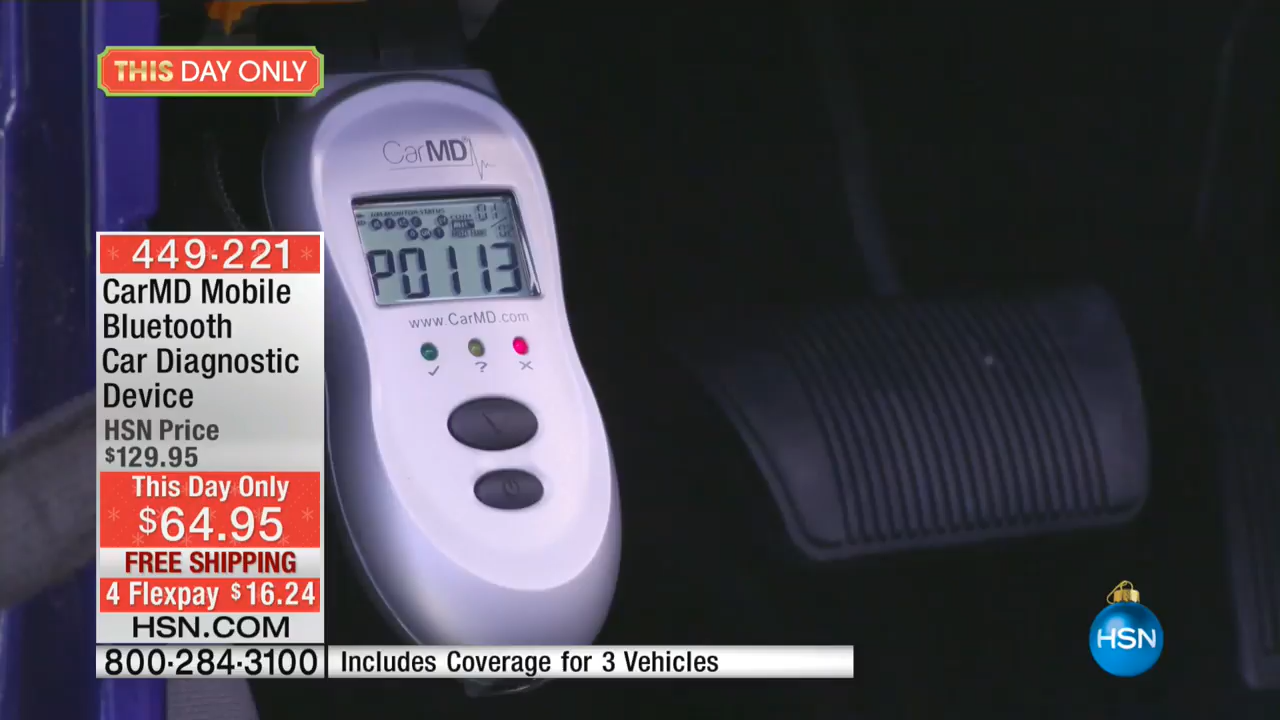 THIS DAY ONLY
CarMD
P0113
www.CarMD.com
✓ ? X
449·221
CarMD Mobile
Bluetooth
Car Diagnostic
Device
HSN Price
$129.95
This Day Only
$64.95
FREE SHIPPING
4 Flexpay $16.24
HSN.COM
800·284·3100
Includes Coverage for 3 Vehicles
HSN